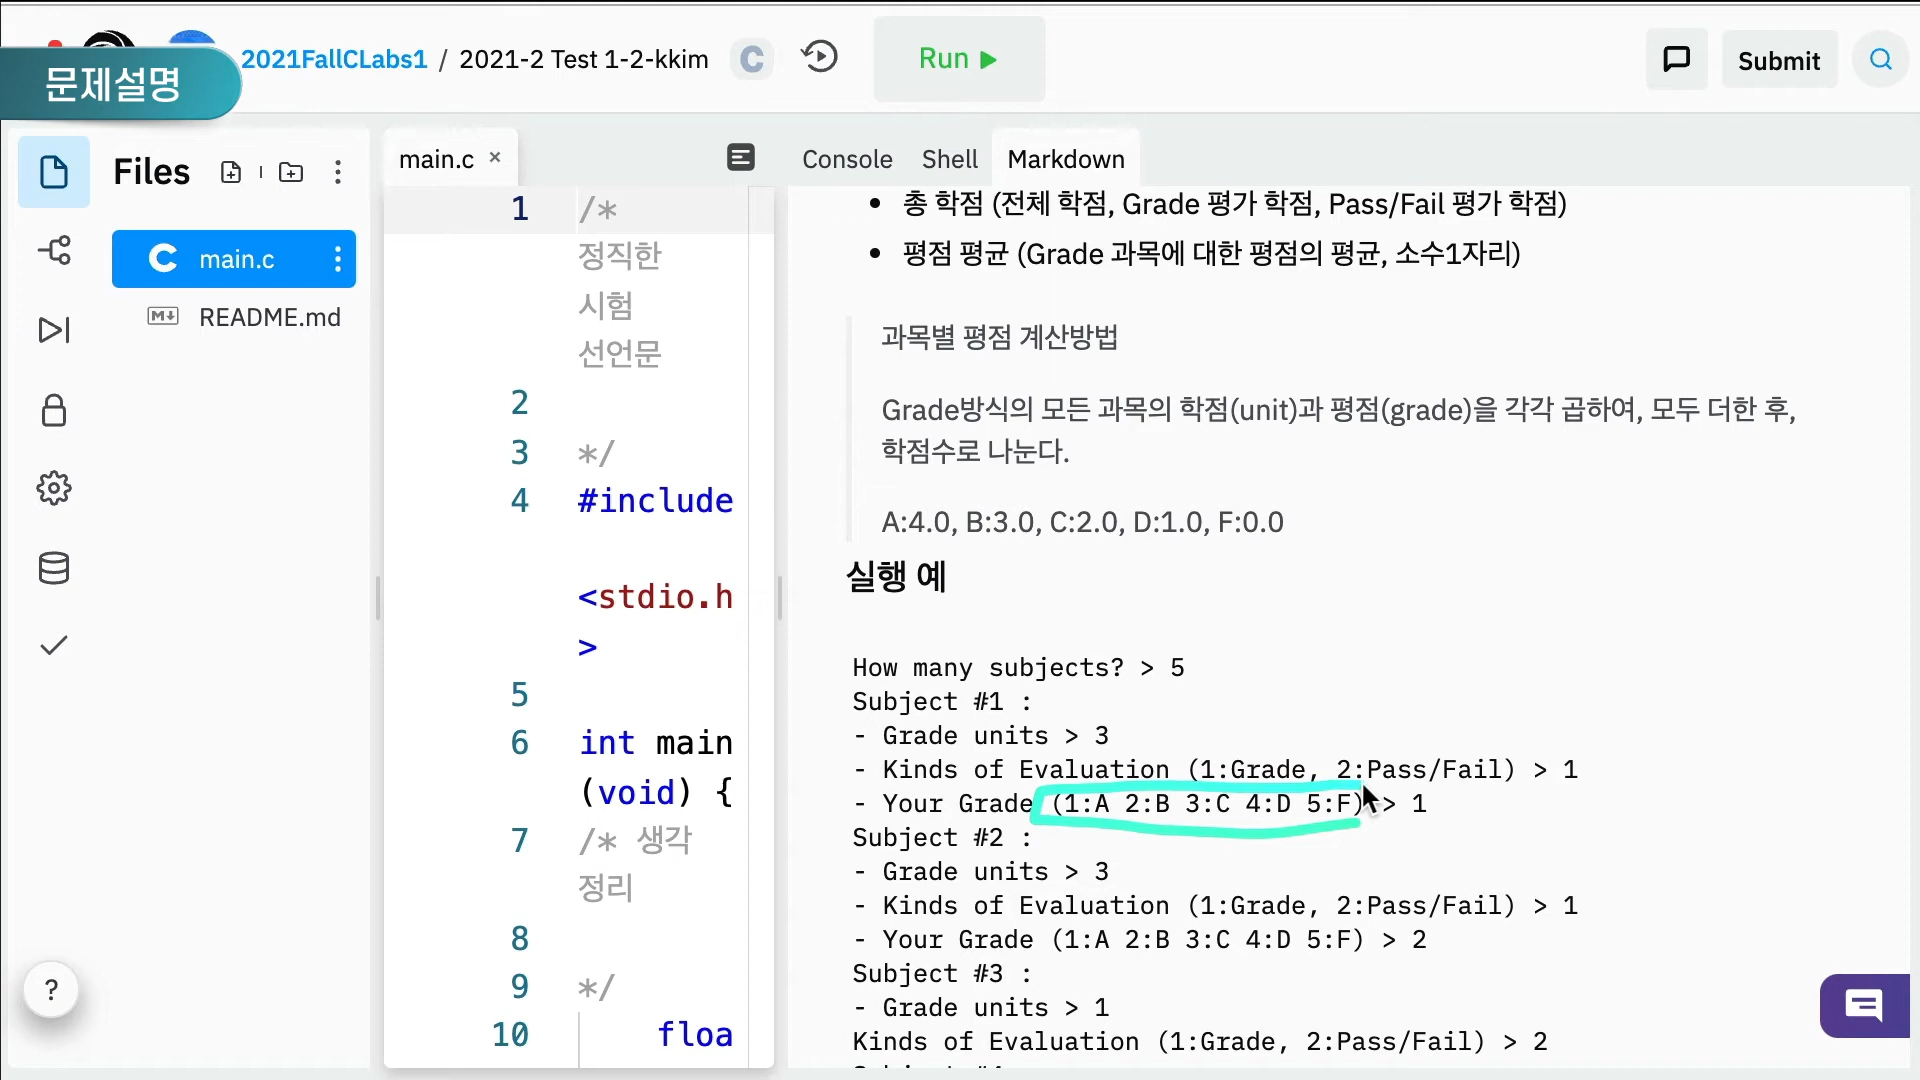 문제설명
2021FallCLabs1 / 2021-2 Test 1-2-kkim
C
Run
Submit
Files
main.c
README.md
main.c ×
Console Shell Markdown
1 /*
정직한
시험
선언문
2
3 */
4 #include
<stdio.h
>
5
6 int main
(void) {
7 /* 생각
정리
8
9 */
10 floa
• 총 학점 (전체 학점, Grade 평가 학점, Pass/Fail 평가 학점)
• 평점 평균 (Grade 과목에 대한 평점의 평균, 소수1자리)
과목별 평점 계산방법
Grade방식의 모든 과목의 학점(unit)과 평점(grade)을 각각 곱하여, 모두 더한 후,
학점수로 나눈다.
A:4.0, B:3.0, C:2.0, D:1.0, F:0.0
실행 예
How many subjects? > 5
Subject #1 :
- Grade units > 3
- Kinds of Evaluation (1:Grade, 2:Pass/Fail) > 1
- Your Grade (1:A 2:B 3:C 4:D 5:F) > 1
Subject #2 :
- Grade units > 3
- Kinds of Evaluation (1:Grade, 2:Pass/Fail) > 1
- Your Grade (1:A 2:B 3:C 4:D 5:F) > 2
Subject #3 :
- Grade units > 1
Kinds of Evaluation (1:Grade, 2:Pass/Fail) > 2
?